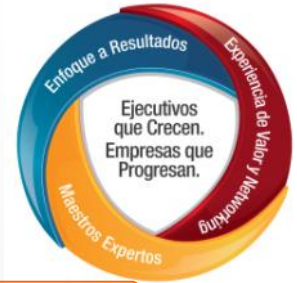 Enfoque a Resultados
Experiencia de Valor y Networking
Ejecutivos
que Crecen.
Empresas que
Progresan.
Maestros Expertos